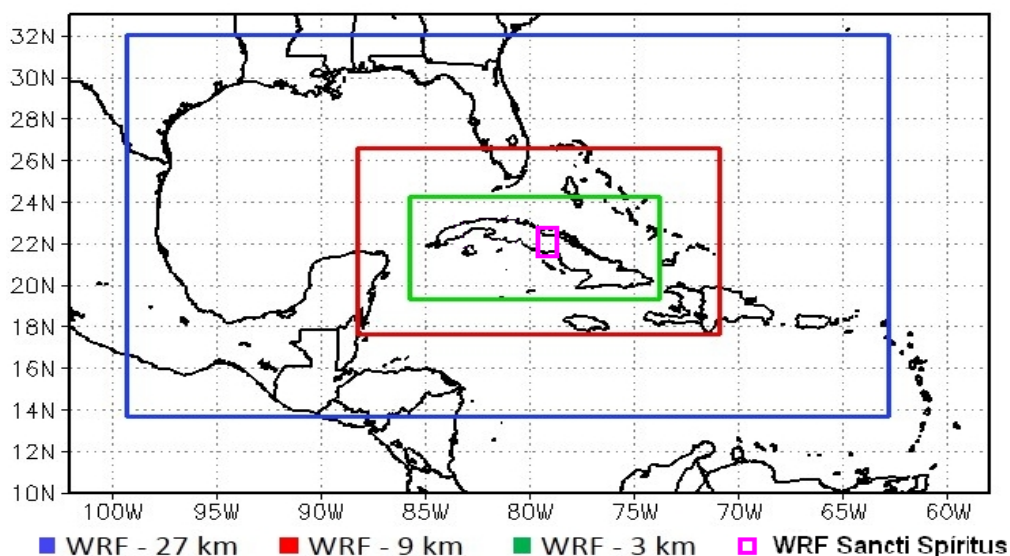 32N
30N
28N
26N
24N
22N
20N
18N
16N
14N
12N
10N
100W 95W 90W 85W 80W 75W 70W 65W 60W
WRF - 27 km WRF - 9 km WRF - 3 km WRF Sancti Spiritus